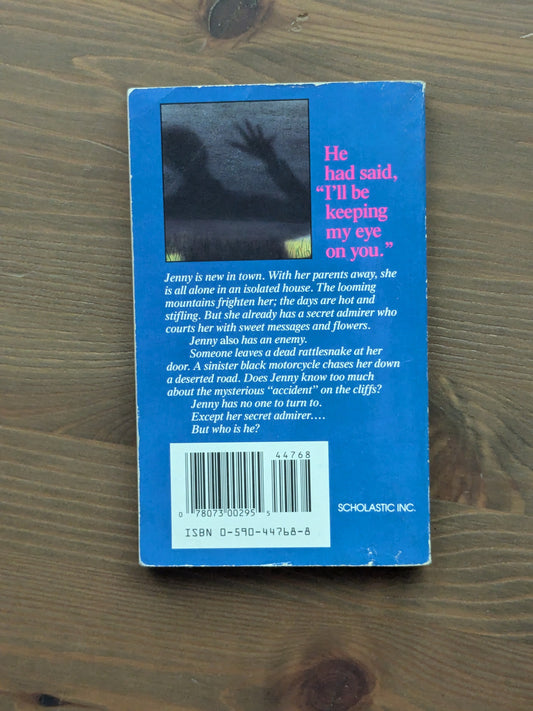 He
had said,
“I’ll be
keeping
my eye
on you.”
Jenny is new in town. With her parents away, she
is all alone in an isolated house. The looming
mountains frighten her; the days are hot and
stifling. But she already has a secret admirer who
courts her with sweet messages and flowers.
Jenny also has an enemy.
Someone leaves a dead rattlesnake at her
door. A sinister black motorcycle chases her down
a deserted road. Does Jenny know too much
about the mysterious “accident” on the cliffs?
Jenny has no one to turn to.
Except her secret admirer....
But who is he?
44768
0 78073 00295 5
ISBN 0-590-44768-8
SCHOLASTIC INC.